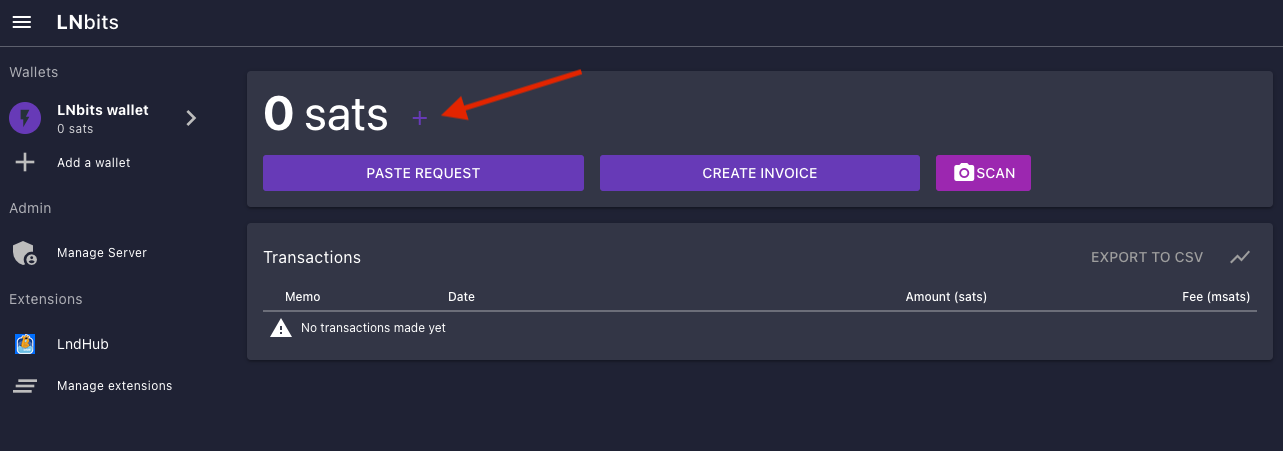 LNbits
Wallets
LNbits wallet
0 sats
Add a wallet
Admin
Manage Server
Extensions
LndHub
Manage extensions
0 sats +
PASTE REQUEST
CREATE INVOICE
SCAN
Transactions
EXPORT TO CSV
Memo Date Amount (sats) Fee (msats)
No transactions made yet